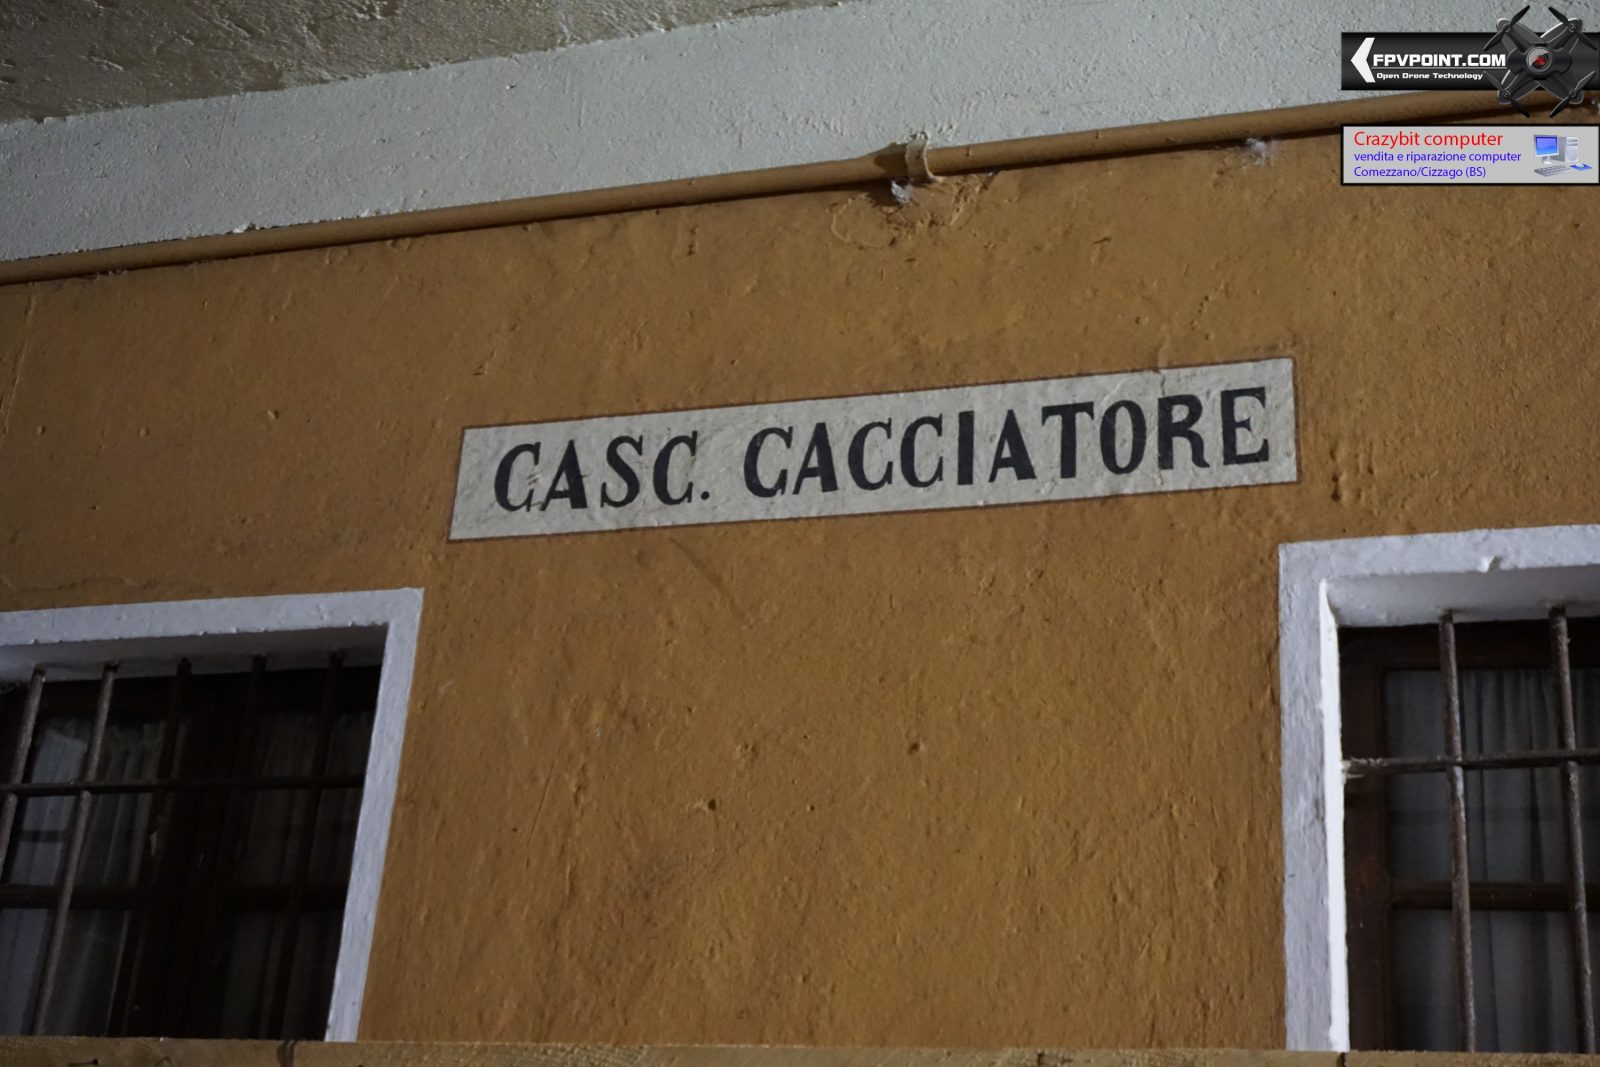 FPVPOINT.COM
Open Drone Technology
Crazybit computer
vendita e riparazione computer
Comezzano/Cizzago (BS)
CASC. CACCIATORE